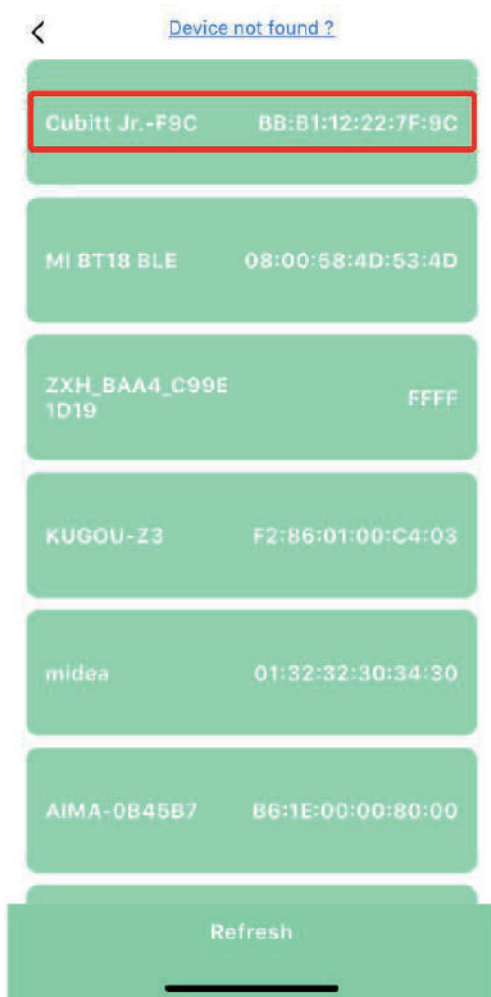 Device not found ?
Cubitt Jr.-F9C BB:B1:12:22:7F:9C
MI BT18 BLE 08:00:58:4D:53:4D
ZXH_BAA4_C99E
1D19 FFFF
KUGOU-Z3 F2:86:01:00:C4:03
midea 01:32:32:30:34:30
AIMA-0B45B7 B6:1E:00:00:80:00
Refresh